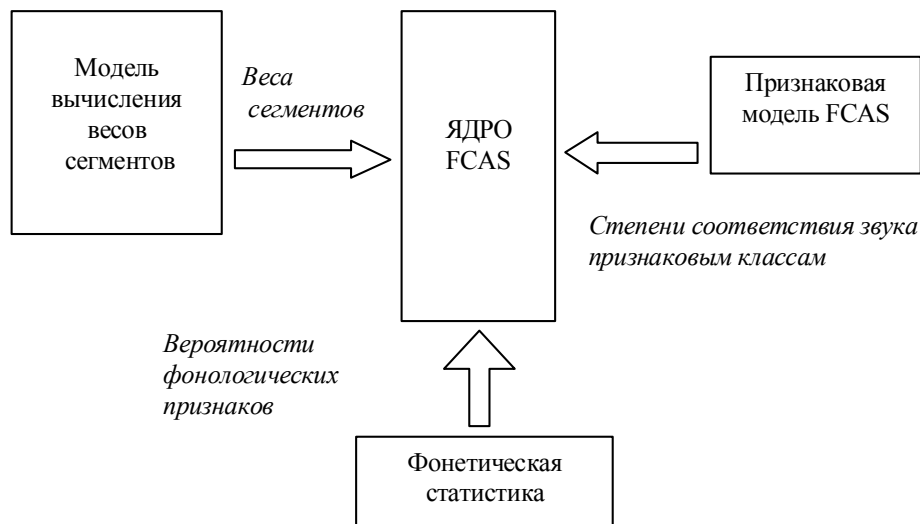 Модель
вычисления
весов
сегментов
Веса
сегментов
ЯДРО
FCAS
Признаковая
модель FCAS
Степени соответствия звука
признаковым классам
Вероятности
фонологических
признаков
Фонетическая
статистика